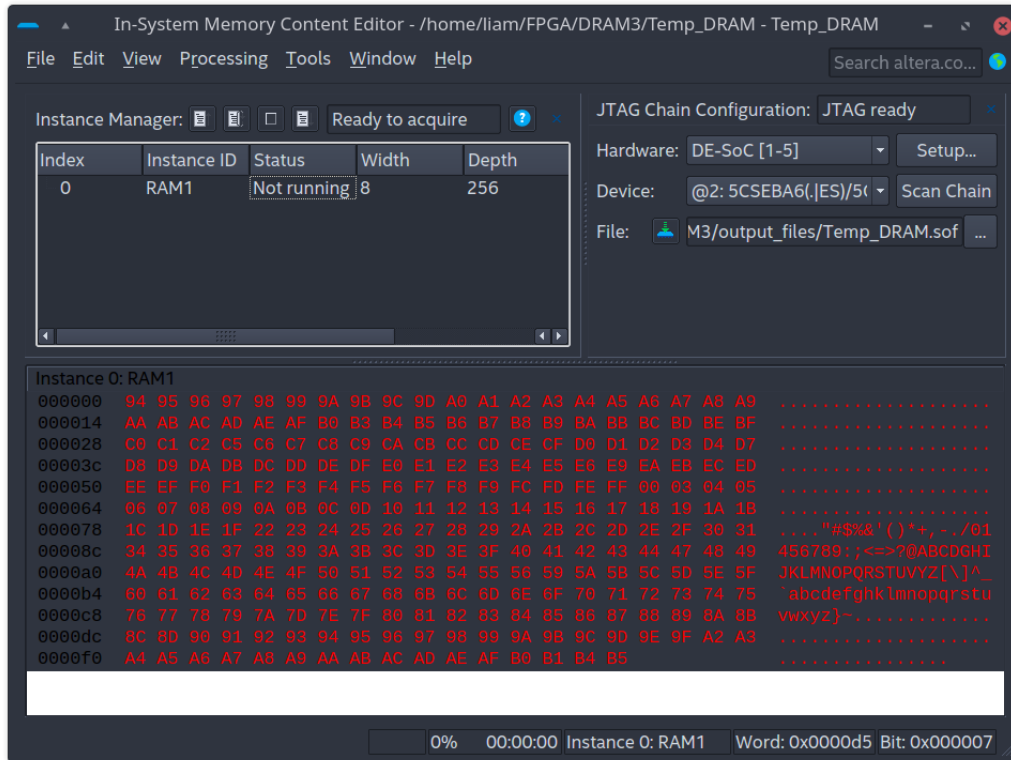 In-System Memory Content Editor - /home/liam/FPGA/DRAM3/Temp_DRAM - Temp_DRAM
File Edit View Processing Tools Window Help
Search altera.co...
Instance Manager: Ready to acquire
Index Instance ID Status Width Depth
0 RAM1 Not running 8 256
JTAG Chain Configuration: JTAG ready
Hardware: DE-SoC [1-5] Setup...
Device: @2: 5CSEBA6(.|ES)/5( Scan Chain
File: M3/output_files/Temp_DRAM.sof ...
Instance 0: RAM1
000000 94 95 96 97 98 99 9A 9B 9C 9D A0 A1 A2 A3 A4 A5 A6 A7 A8 A9 ....................
000014 AA AB AC AD AE AF B0 B3 B4 B5 B6 B7 B8 B9 BA BB BC BD BE BF ....................
000028 C0 C1 C2 C5 C6 C7 C8 C9 CA CB CC CD CE CF D0 D1 D2 D3 D4 D7 ....................
00003c D8 D9 DA DB DC DD DE DF E0 E1 E2 E3 E4 E5 E6 E9 EA EB EC ED ....................
000050 EE EF F0 F1 F2 F3 F4 F5 F6 F7 F8 F9 FC FD FE FF 00 03 04 05 ....................
000064 06 07 08 09 0A 0B 0C 0D 10 11 12 13 14 15 16 17 18 19 1A 1B ....................
000078 1C 1D 1E 1F 22 23 24 25 26 27 28 29 2A 2B 2C 2D 2E 2F 30 31 ...."#$%&'()*+,-./01
00008c 34 35 36 37 38 39 3A 3B 3C 3D 3E 3F 40 41 42 43 44 47 48 49 456789:;<=>?@ABCDGHI
0000a0 4A 4B 4C 4D 4E 4F 50 51 52 53 54 55 56 59 5A 5B 5C 5D 5E 5F JKLMNOPQRSTUVYZ[\]^_
0000b4 60 61 62 63 64 65 66 67 68 6B 6C 6D 6E 6F 70 71 72 73 74 75 `abcdefghklmnopqrstu
0000c8 76 77 78 79 7A 7D 7E 7F 80 81 82 83 84 85 86 87 88 89 8A 8B vwxyz}~.............
0000dc 8C 8D 90 91 92 93 94 95 96 97 98 99 9A 9B 9C 9D 9E 9F A2 A3 ....................
0000f0 A4 A5 A6 A7 A8 A9 AA AB AC AD AE AF B0 B1 B4 B5 ................
0% 00:00:00 Instance 0: RAM1 Word: 0x0000d5 Bit: 0x000007